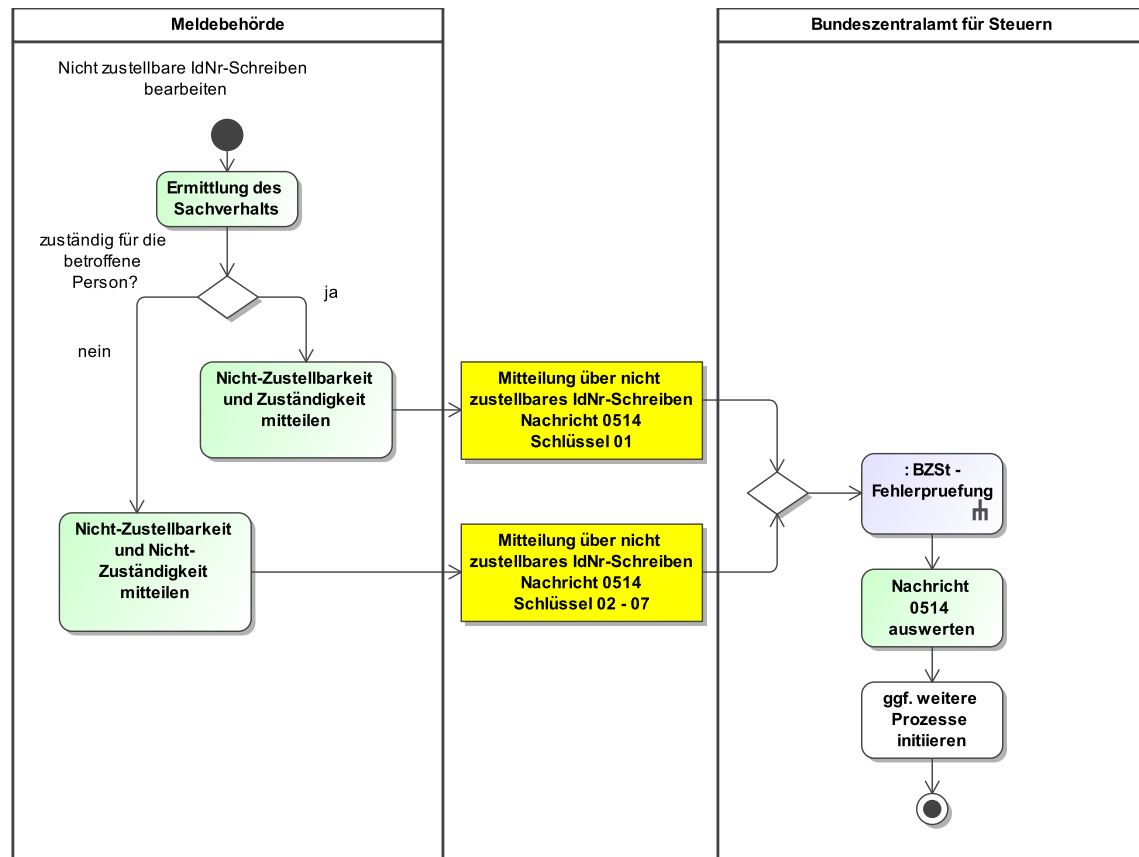 Meldebehörde
Bundeszentralamt für Steuern
Nicht zustellbare IdNr-Schreiben
bearbeiten
Ermittlung des
Sachverhalts
zuständig für die
betroffene
Person?
ja
nein
Nicht-Zustellbarkeit
und Zuständigkeit
mitteilen
Mitteilung über nicht
zustellbares IdNr-Schreiben
Nachricht 0514
Schlüssel 01
: BZSt -
Fehlerpruefung
Nicht-Zustellbarkeit
und Nicht-
Zuständigkeit
mitteilen
Mitteilung über nicht
zustellbares IdNr-Schreiben
Nachricht 0514
Schlüssel 02 - 07
Nachricht
0514
auswerten
ggf. weitere
Prozesse
initiieren